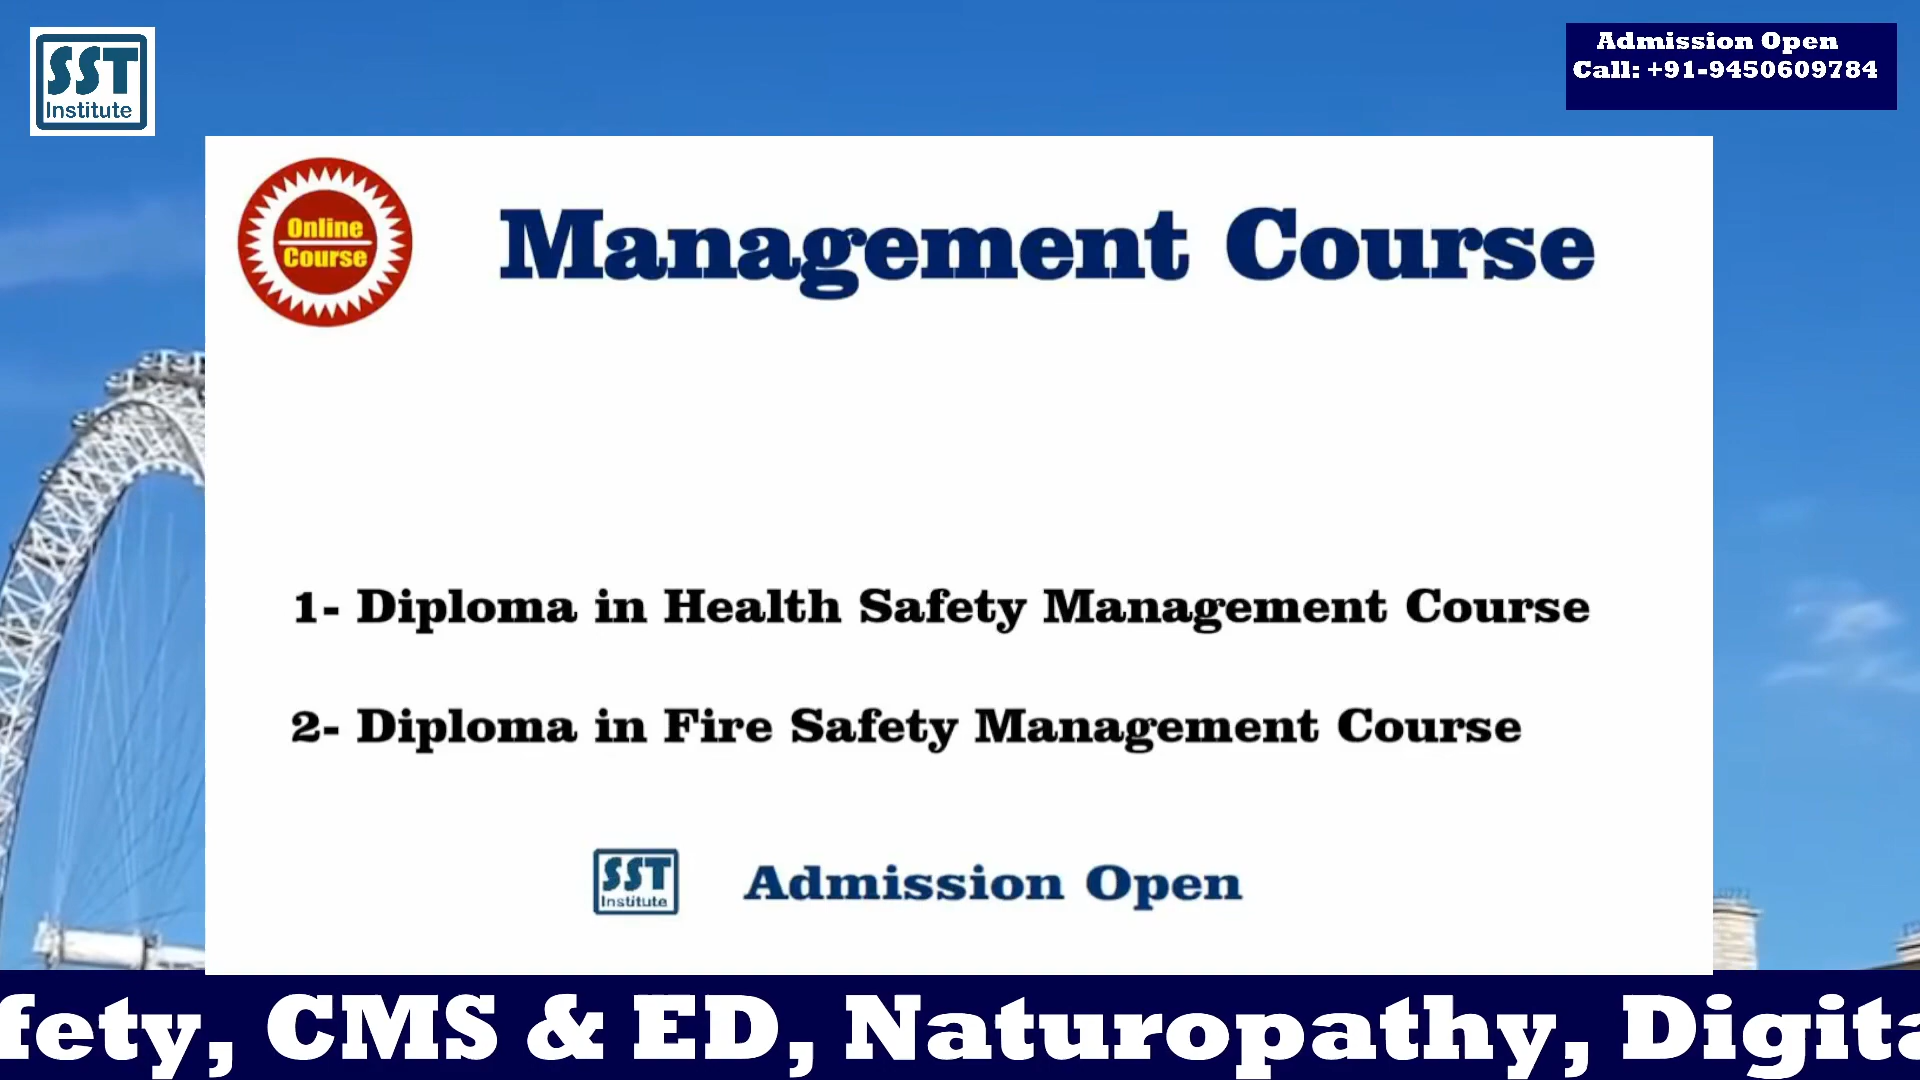 SST
Institute
Admission Open
Call: +91-9450609784
Online
Course
Management Course
1- Diploma in Health Safety Management Course
2- Diploma in Fire Safety Management Course
SST
Institute
Admission Open
fety, CMS & ED, Naturopathy, Digita